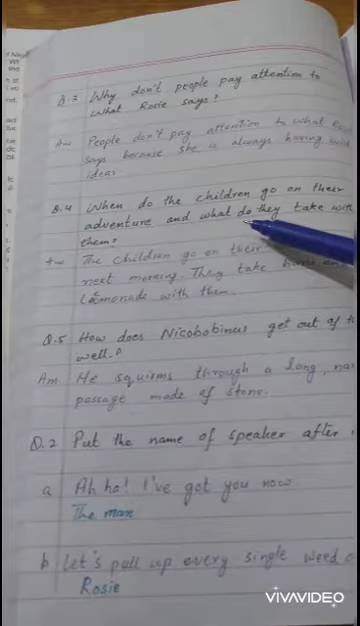 Q.3 Why don't people pay attention to
what Rosie says?
Ans People don't pay attention to what
says because she is always having
ideas
Q.4 When do the children go on their
adventure and what do they take with
them?
Ans The children go on their
next morning. They take buns
lemonade with them.
Q.5 How does Nicobobinus get out of
well?
Ans He squirms through a long,
passage made of stone.
Q.2 Put the name of speaker after
a Ah ha! I've got you now
The man
b Let's pull up every single weed
Rosie
VIVAVIDEO